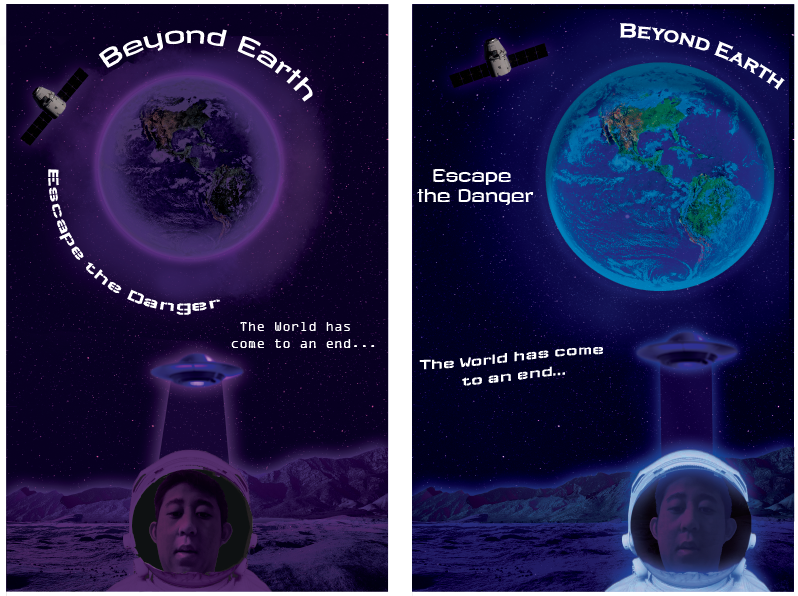 Beyond Earth
Escape the Danger
The World has
come to an end...
BEYOND EARTH
Escape
the Danger
The World has come
to an end...